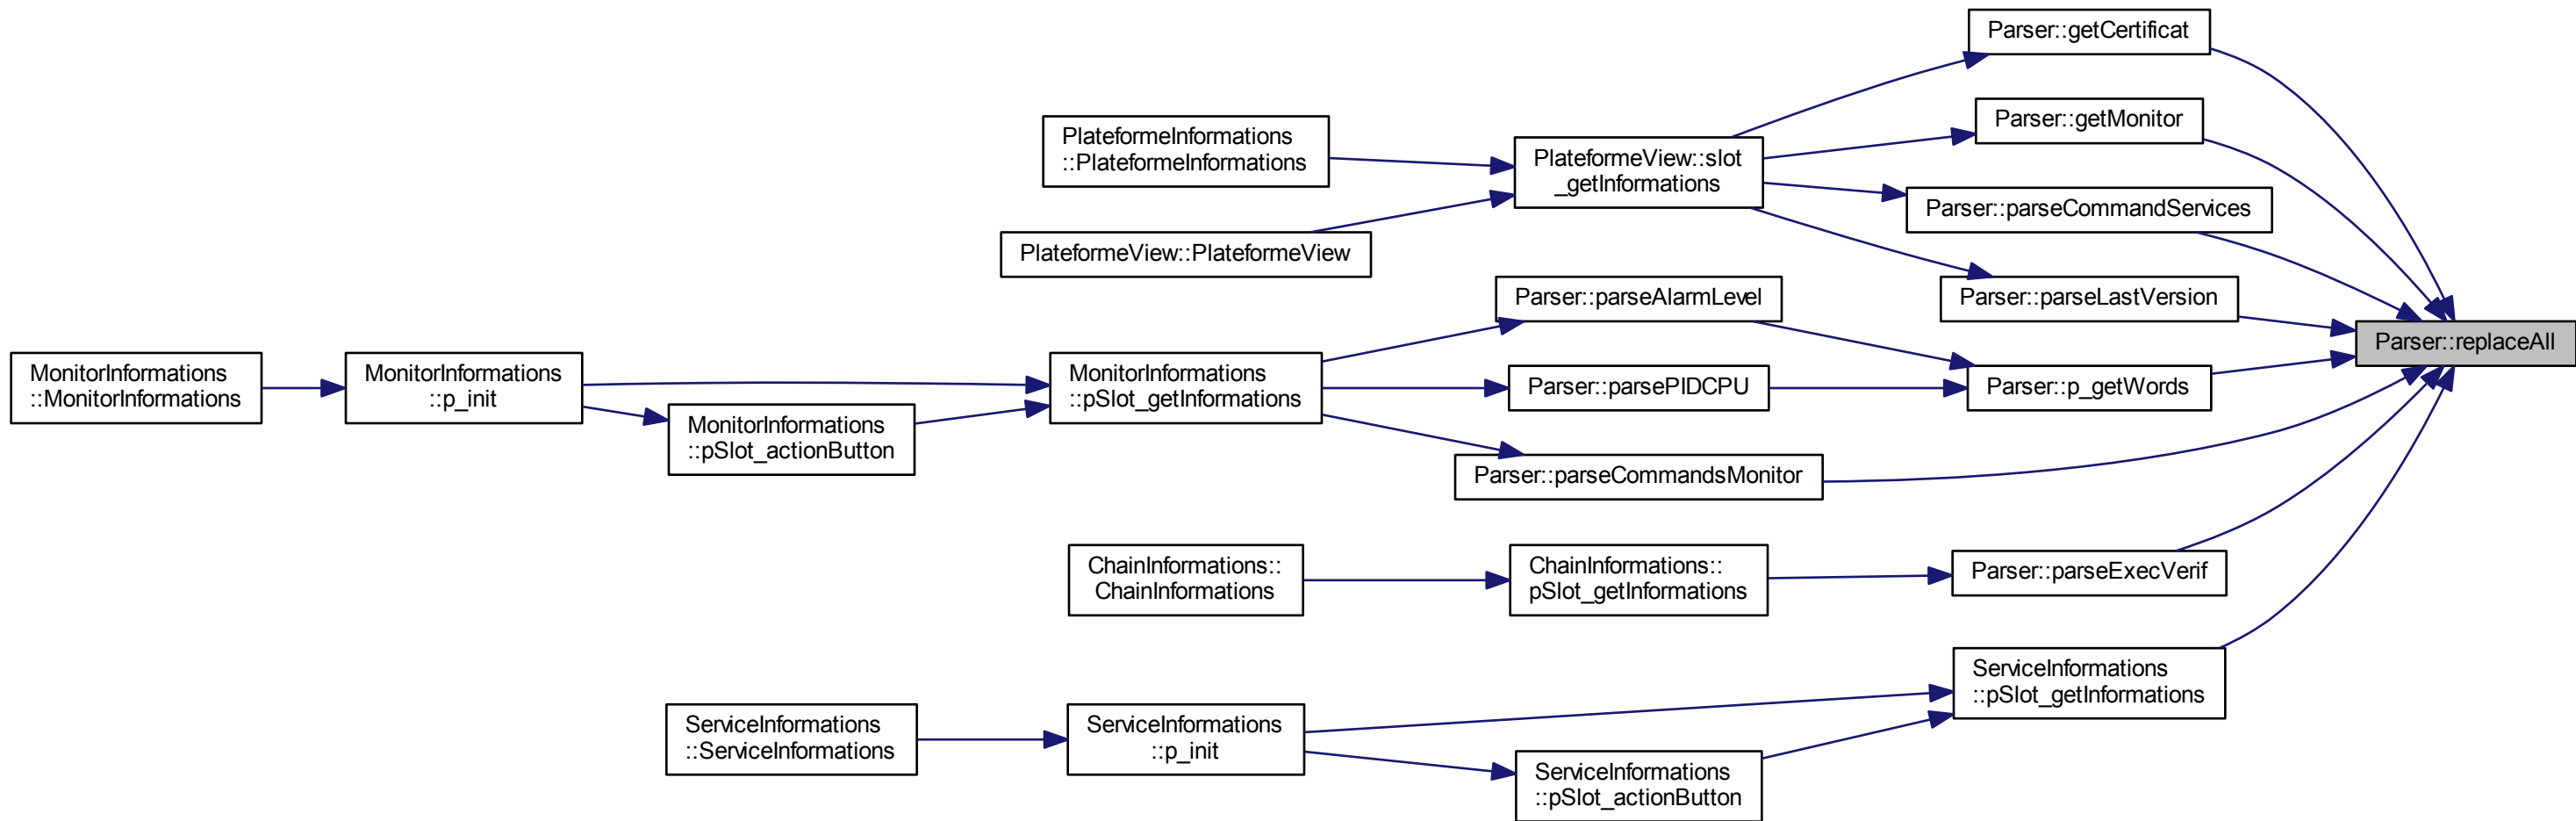 Parser::getCertificat
Parser::getMonitor
PlateformeInformations
::PlateformeInformations
PlateformeView::slot
_getInformations
Parser::parseCommandServices
PlateformeView::PlateformeView
Parser::parseAlarmLevel
Parser::parseLastVersion
Parser::replaceAll
MonitorInformations
::MonitorInformations
MonitorInformations
::p_init
MonitorInformations
::pSlot_getInformations
Parser::parsePIDCPU
Parser::p_getWords
MonitorInformations
::pSlot_actionButton
Parser::parseCommandsMonitor
ChainInformations::
ChainInformations
ChainInformations::
pSlot_getInformations
Parser::parseExecVerif
ServiceInformations
::pSlot_getInformations
ServiceInformations
::ServiceInformations
ServiceInformations
::p_init
ServiceInformations
::pSlot_actionButton